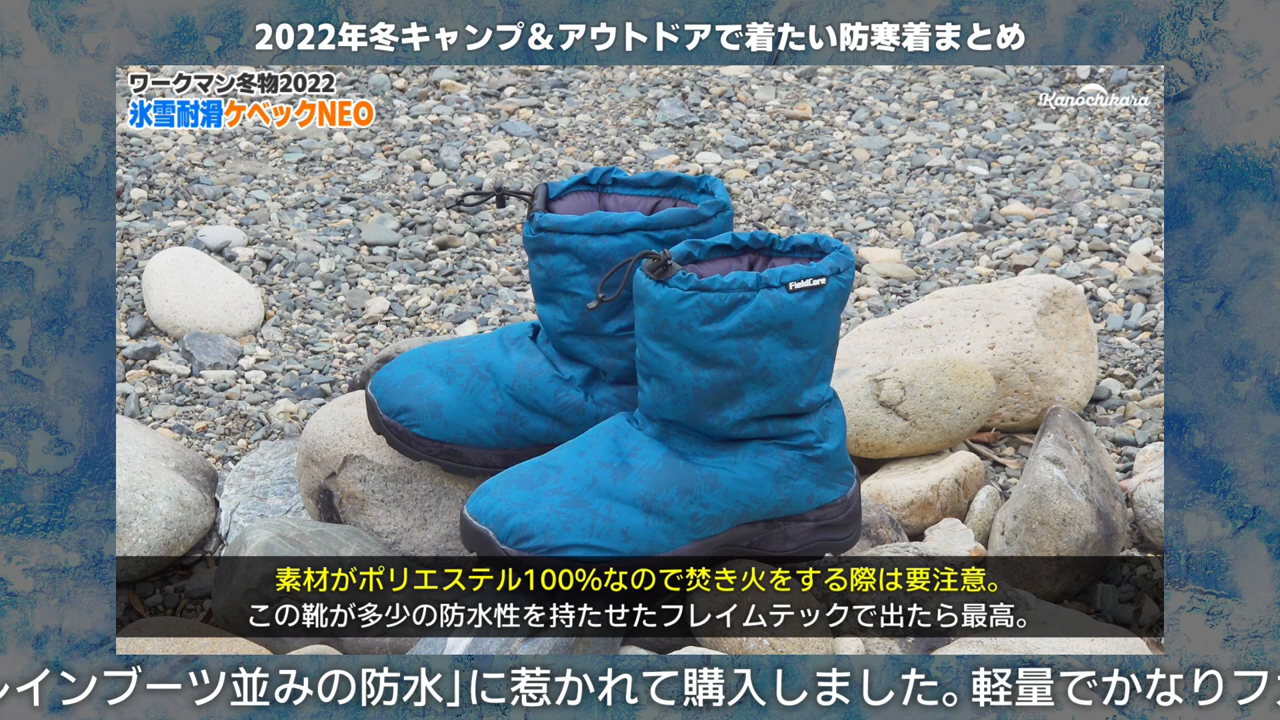 2022年冬キャンプ&アウトドアで着たい防寒着まとめ
ワークマン冬物2022
氷雪耐滑ケベックNEO
Kanochikara
FieldCore
素材がポリエステル100%なので焚き火をする際は要注意。
この靴が多少の防水性を持たせたフレイムテックで出たら最高。
レインブーツ並みの防水」に惹かれて購入しました。軽量でかなりフ